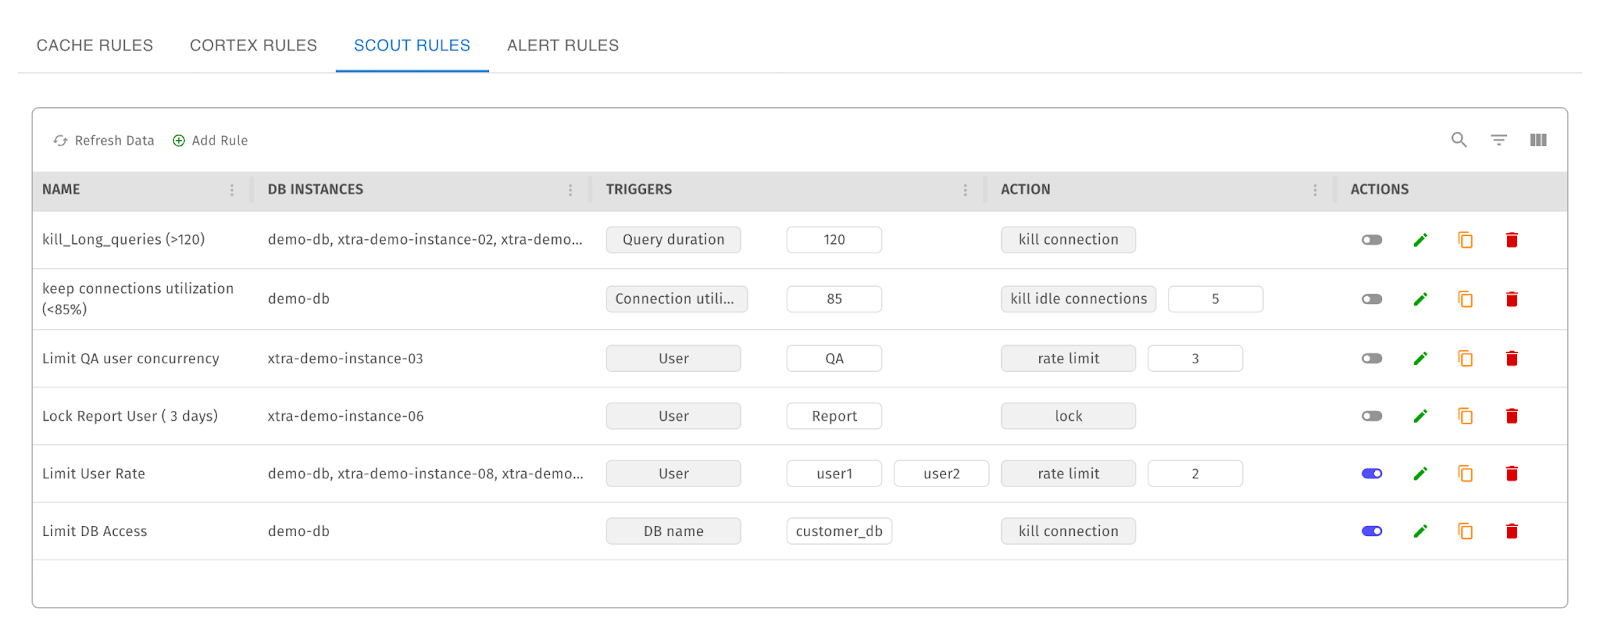 CACHE RULES CORTEX RULES SCOUT RULES ALERT RULES
Refresh Data Add Rule
NAME DB INSTANCES TRIGGERS ACTION ACTIONS
kill_Long_queries (>120) demo-db, xtra-demo-instance-02, xtra-demo... Query duration 120 kill connection
keep connections utilization
(<85%) demo-db Connection utili... 85 kill idle connections 5
Limit QA user concurrency xtra-demo-instance-03 User QA rate limit 3
Lock Report User ( 3 days) xtra-demo-instance-06 User Report lock
Limit User Rate demo-db, xtra-demo-instance-08, xtra-demo... User user1 user2 rate limit 2
Limit DB Access demo-db DB name customer_db kill connection